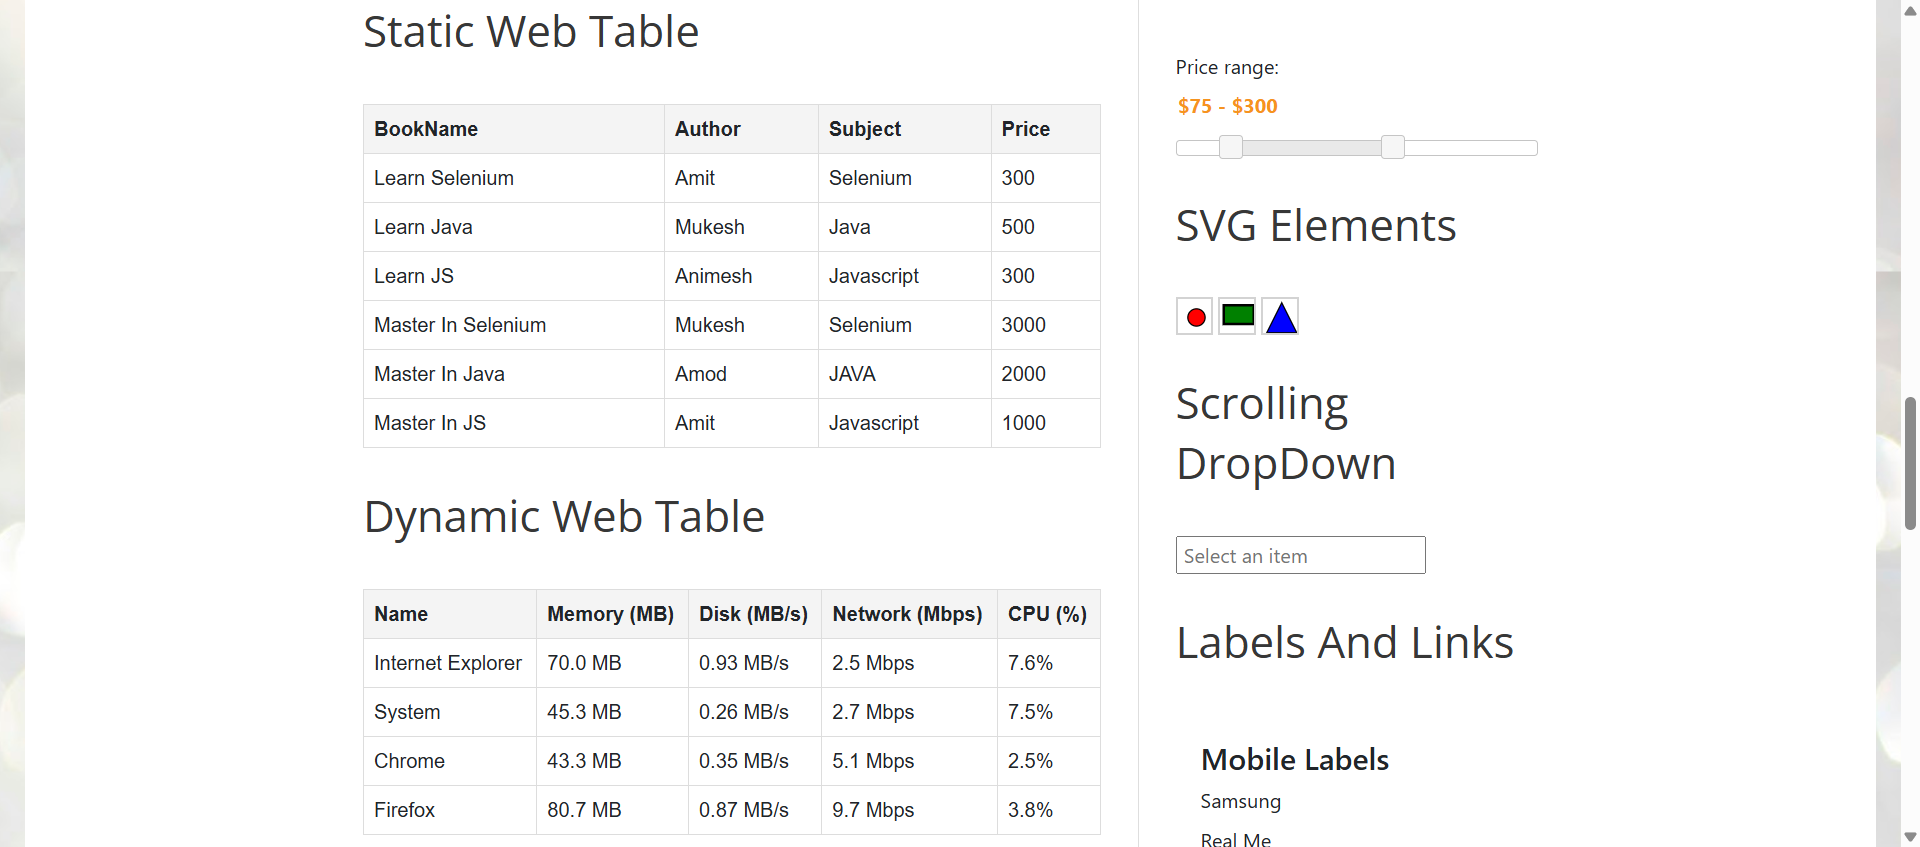 Static Web Table
BookName Author Subject Price
Learn Selenium Amit Selenium 300
Learn Java Mukesh Java 500
Learn JS Animesh Javascript 300
Master In Selenium Mukesh Selenium 3000
Master In Java Amod JAVA 2000
Master In JS Amit Javascript 1000
Dynamic Web Table
Name Memory (MB) Disk (MB/s) Network (Mbps) CPU (%)
Internet Explorer 70.0 MB 0.93 MB/s 2.5 Mbps 7.6%
System 45.3 MB 0.26 MB/s 2.7 Mbps 7.5%
Chrome 43.3 MB 0.35 MB/s 5.1 Mbps 2.5%
Firefox 80.7 MB 0.87 MB/s 9.7 Mbps 3.8%
Price range:
$75 - $300
SVG Elements
Scrolling
DropDown
Select an item
Labels And Links
Mobile Labels
Samsung
Real Me